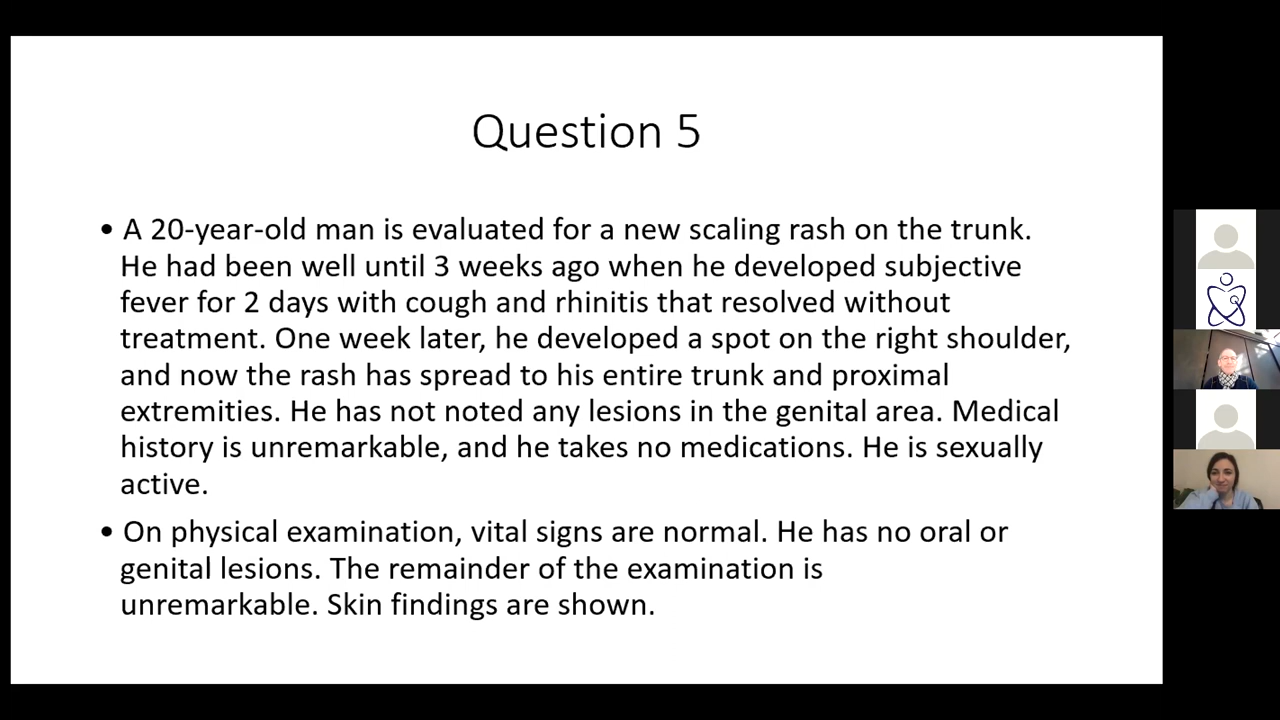 Question 5
• A 20-year-old man is evaluated for a new scaling rash on the trunk.
He had been well until 3 weeks ago when he developed subjective
fever for 2 days with cough and rhinitis that resolved without
treatment. One week later, he developed a spot on the right shoulder,
and now the rash has spread to his entire trunk and proximal
extremities. He has not noted any lesions in the genital area. Medical
history is unremarkable, and he takes no medications. He is sexually
active.
• On physical examination, vital signs are normal. He has no oral or
genital lesions. The remainder of the examination is
unremarkable. Skin findings are shown.